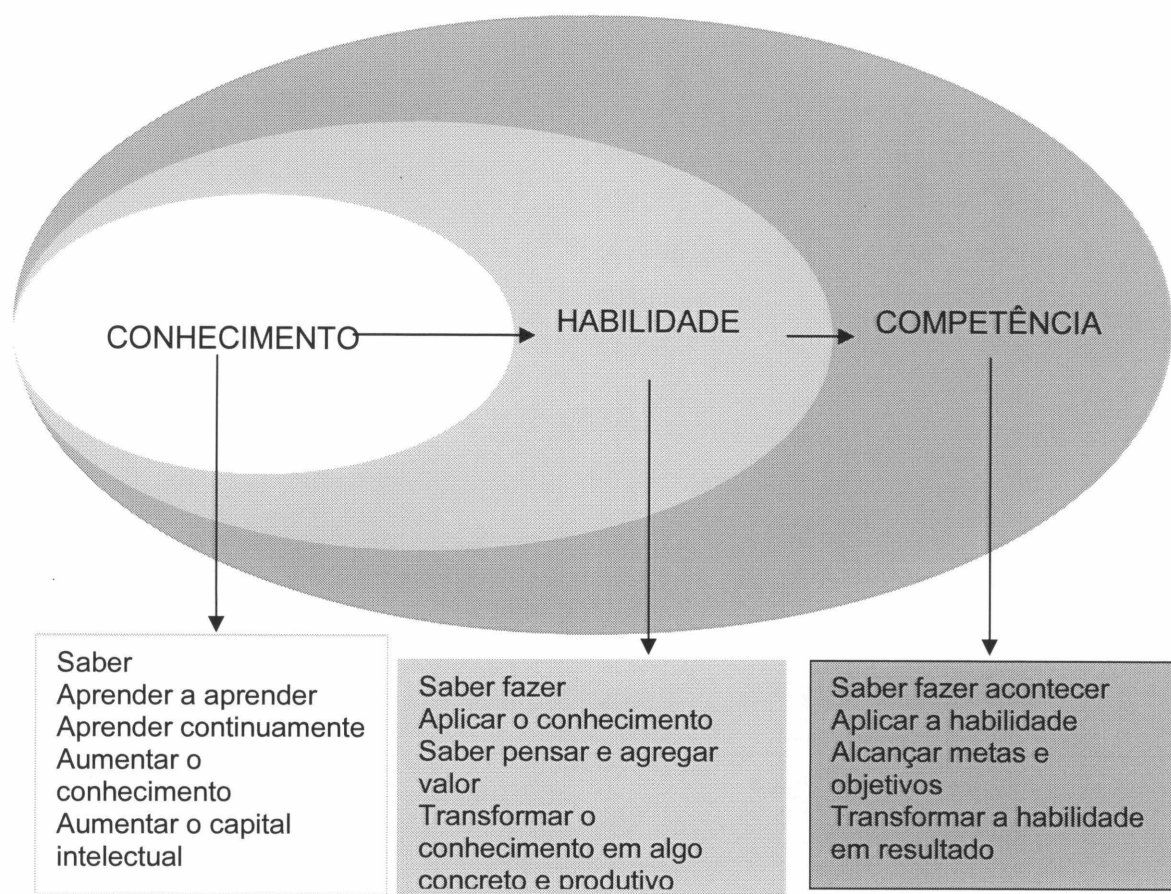 CONHECIMENTO
HABILIDADE
COMPETÊNCIA
Saber
Aprender a aprender
Aprender continuamente
Aumentar o
conhecimento
Aumentar o capital
intelectual
Saber fazer
Aplicar o conhecimento
Saber pensar e agregar
valor
Transformar o
conhecimento em algo
concreto e produtivo
Saber fazer acontecer
Aplicar a habilidade
Alcançar metas e
objetivos
Transformar a habilidade
em resultado